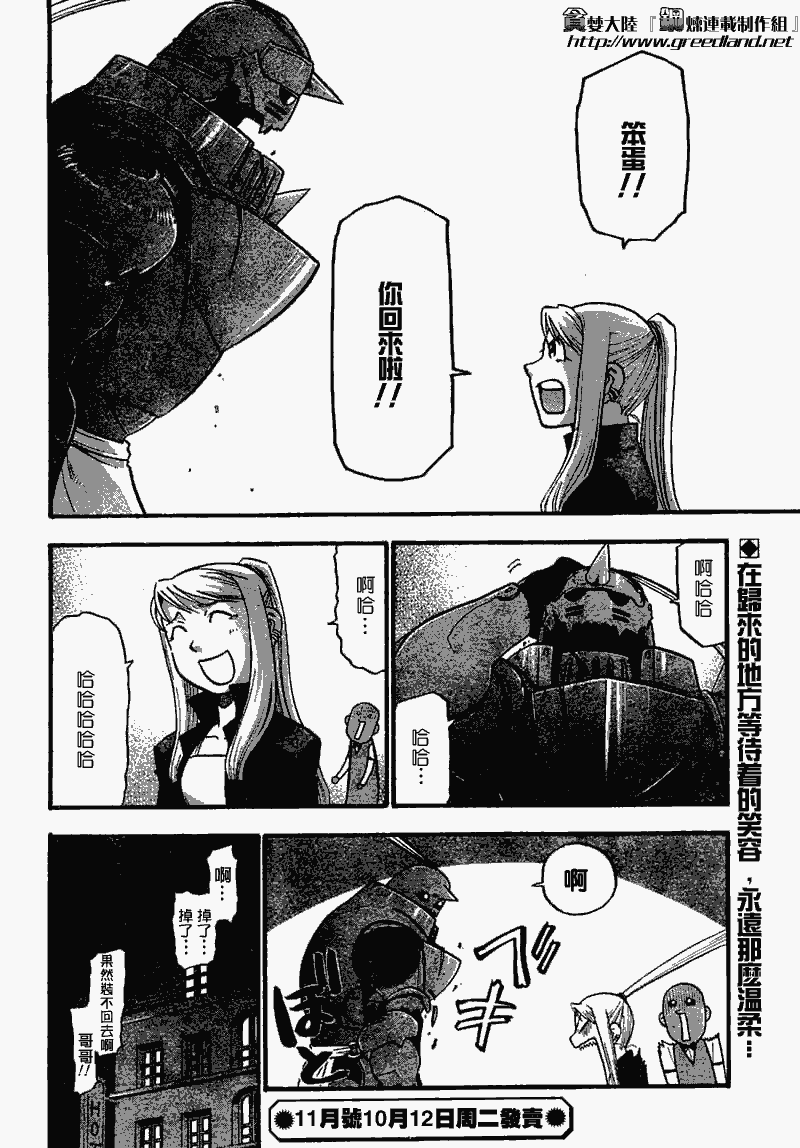 貪婪大陸『鋼煉連載制作組』
http://www.greedland.net
笨蛋!!
你回來啦!!
啊哈哈
哈哈…
啊哈…
哈哈哈哈哈
◆在歸來的地方等待着的笑容，永遠那麼溫柔…
啊
ブブ
ぼと
啊…
掉了…
掉了…
果然裝不回去啊
哥哥!!
11月號10月12日周二發賣